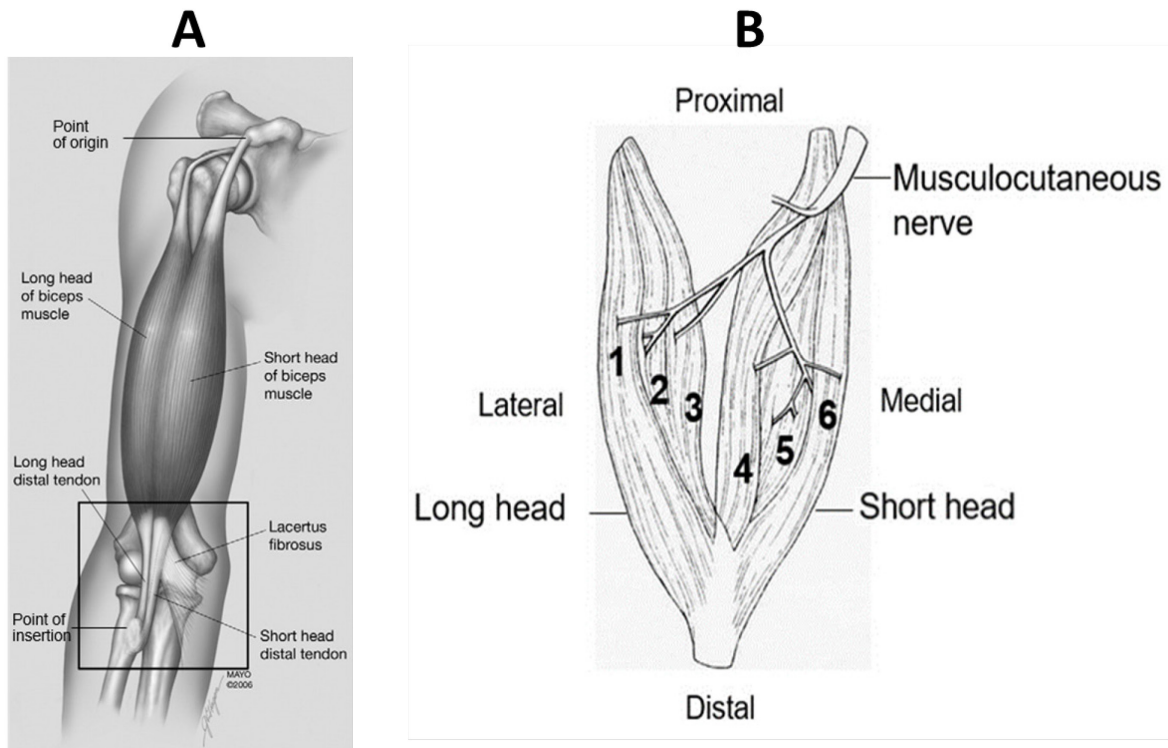 A
Point
of origin
Long head
of biceps
muscle
Short head
of biceps
muscle
Long head
distal tendon
Lacertus
fibrosus
Point of
insertion
Short head
distal tendon
MAYO
©2006
B
Proximal
Musculocutaneous
nerve
1
2
3
4
5
6
Lateral
Medial
Long head
Short head
Distal